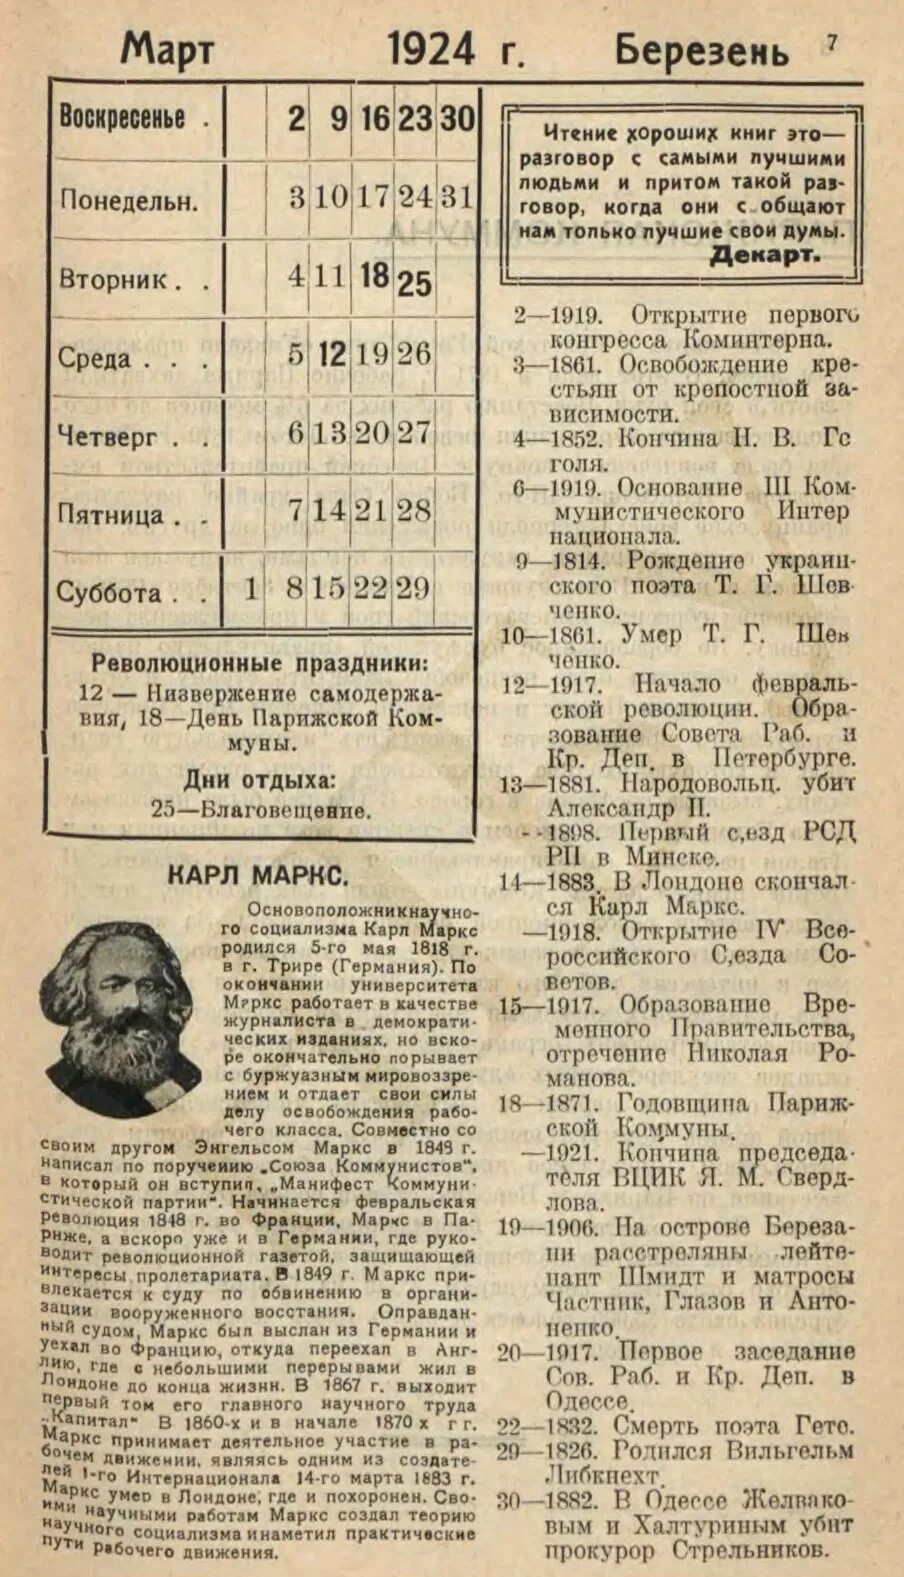 Март 1924 г. Березень 7
Воскресенье . 2 9 16 23 30
Понедельн. 3 10 17 24 31
Вторник . . 4 11 18 25
Среда . . . 5 12 19 26
Четверг . . 6 13 20 27
Пятница . . 7 14 21 28
Суббота . . 1 8 15 22 29
Революционные праздники:
12 — Низвержение самодержа-
вия, 18—День Парижской Ком-
муны.
Дни отдыха:
25—Благовещение.
КАРЛ МАРКС.
Основоположникнаучно-
го социализма Карл Маркс
родился 5-го мая 1818 г.
в г. Трире (Германия). По
окончании университета
Маркс работает в качестве
журналиста в демократи-
ческих изданиях, но вско-
ре окончательно порывает
с буржуазным мировоззре-
нием и отдает свои силы
делу освобождения рабо-
чего класса. Совместно со
своим другом Энгельсом Маркс в 1849 г.
написал по поручению „Союза Коммунистов“,
в который он вступил, „Манифест Коммуни-
стической партии“. Начинается февральская
революция 1848 г. во Франции, Маркс в Па-
риже, а вскоро уже и в Германии, где руко-
водит революционной газетой, защищающей
интересы пролетариата. В 1849 г. Маркс при-
влекается к суду по обвинению в органи-
зации вооруженного восстания. Оправдан-
ный судом, Маркс был выслан из Германии и
уехал во Францию, откуда переехал в Анг-
лию, где с небольшими перерывами жил в
Лондоне до конца жизни. В 1867 г. выходит
первый том его главного научного труда
„Капитал“ В 1860-х и в начале 1870 х г г.
Маркс принимает деятельное участие в ра-
бочем движении, являясь одним из создате-
лей 1-го Интернационала 14-го марта 1883 г.
Маркс умер в Лондоне, где и похоронен. Сво-
ими научными работам Маркс создал теорию
научного социализма и наметил практические
пути рабочего движения.
Чтение хороших книг это—
разговор с самыми лучшими
людьми и притом такой раз-
говор, когда они с общают
нам только лучшие свои думы.
Декарт.
2—1919. Открытие первого
конгресса Коминтерна.
3—1861. Освобождение кре-
стьян от крепостной за-
висимости.
4—1852. Кончина Н. В. Го
голя.
6—1919. Основание III Ком-
мунистического Интер
национала.
9—1814. Рождение украин-
ского поэта Т. Г. Шев
ченко.
10—1861. Умер Т. Г. Шев
ченко.
12—1917. Начало февраль-
ской революции. Обра-
зование Совета Раб. и
Кр. Деп. в Петербурге.
13—1881. Народовольц. убит
Александр II.
--1898. Первый с,езд РСД
РП в Минске.
14—1883. В Лондоне скончал-
ся Карл Маркс.
—1918. Открытие IV Все-
российского С,езда Со-
ветов.
15—1917. Образование Вре-
менного Правительства,
отречение Николая Ро-
манова.
18—1871. Годовщина Париж-
ской Коммуны.
—1921. Кончина председа-
теля ВЦИК Я. М. Сверд-
лова.
19—1906. На острове Береза-
ни расстреляны лейте-
нант Шмидт и матросы
Частник, Глазов и Анто-
ненко.
20—1917. Первое заседание
Сов. Раб. и Кр. Деп. в
Одессе.
22—1832. Смерть поэта Гете.
29—1826. Родился Вильгельм
Либкнехт.
30—1882. В Одессе Желвако-
вым и Халтуриным убит
прокурор Стрельников.